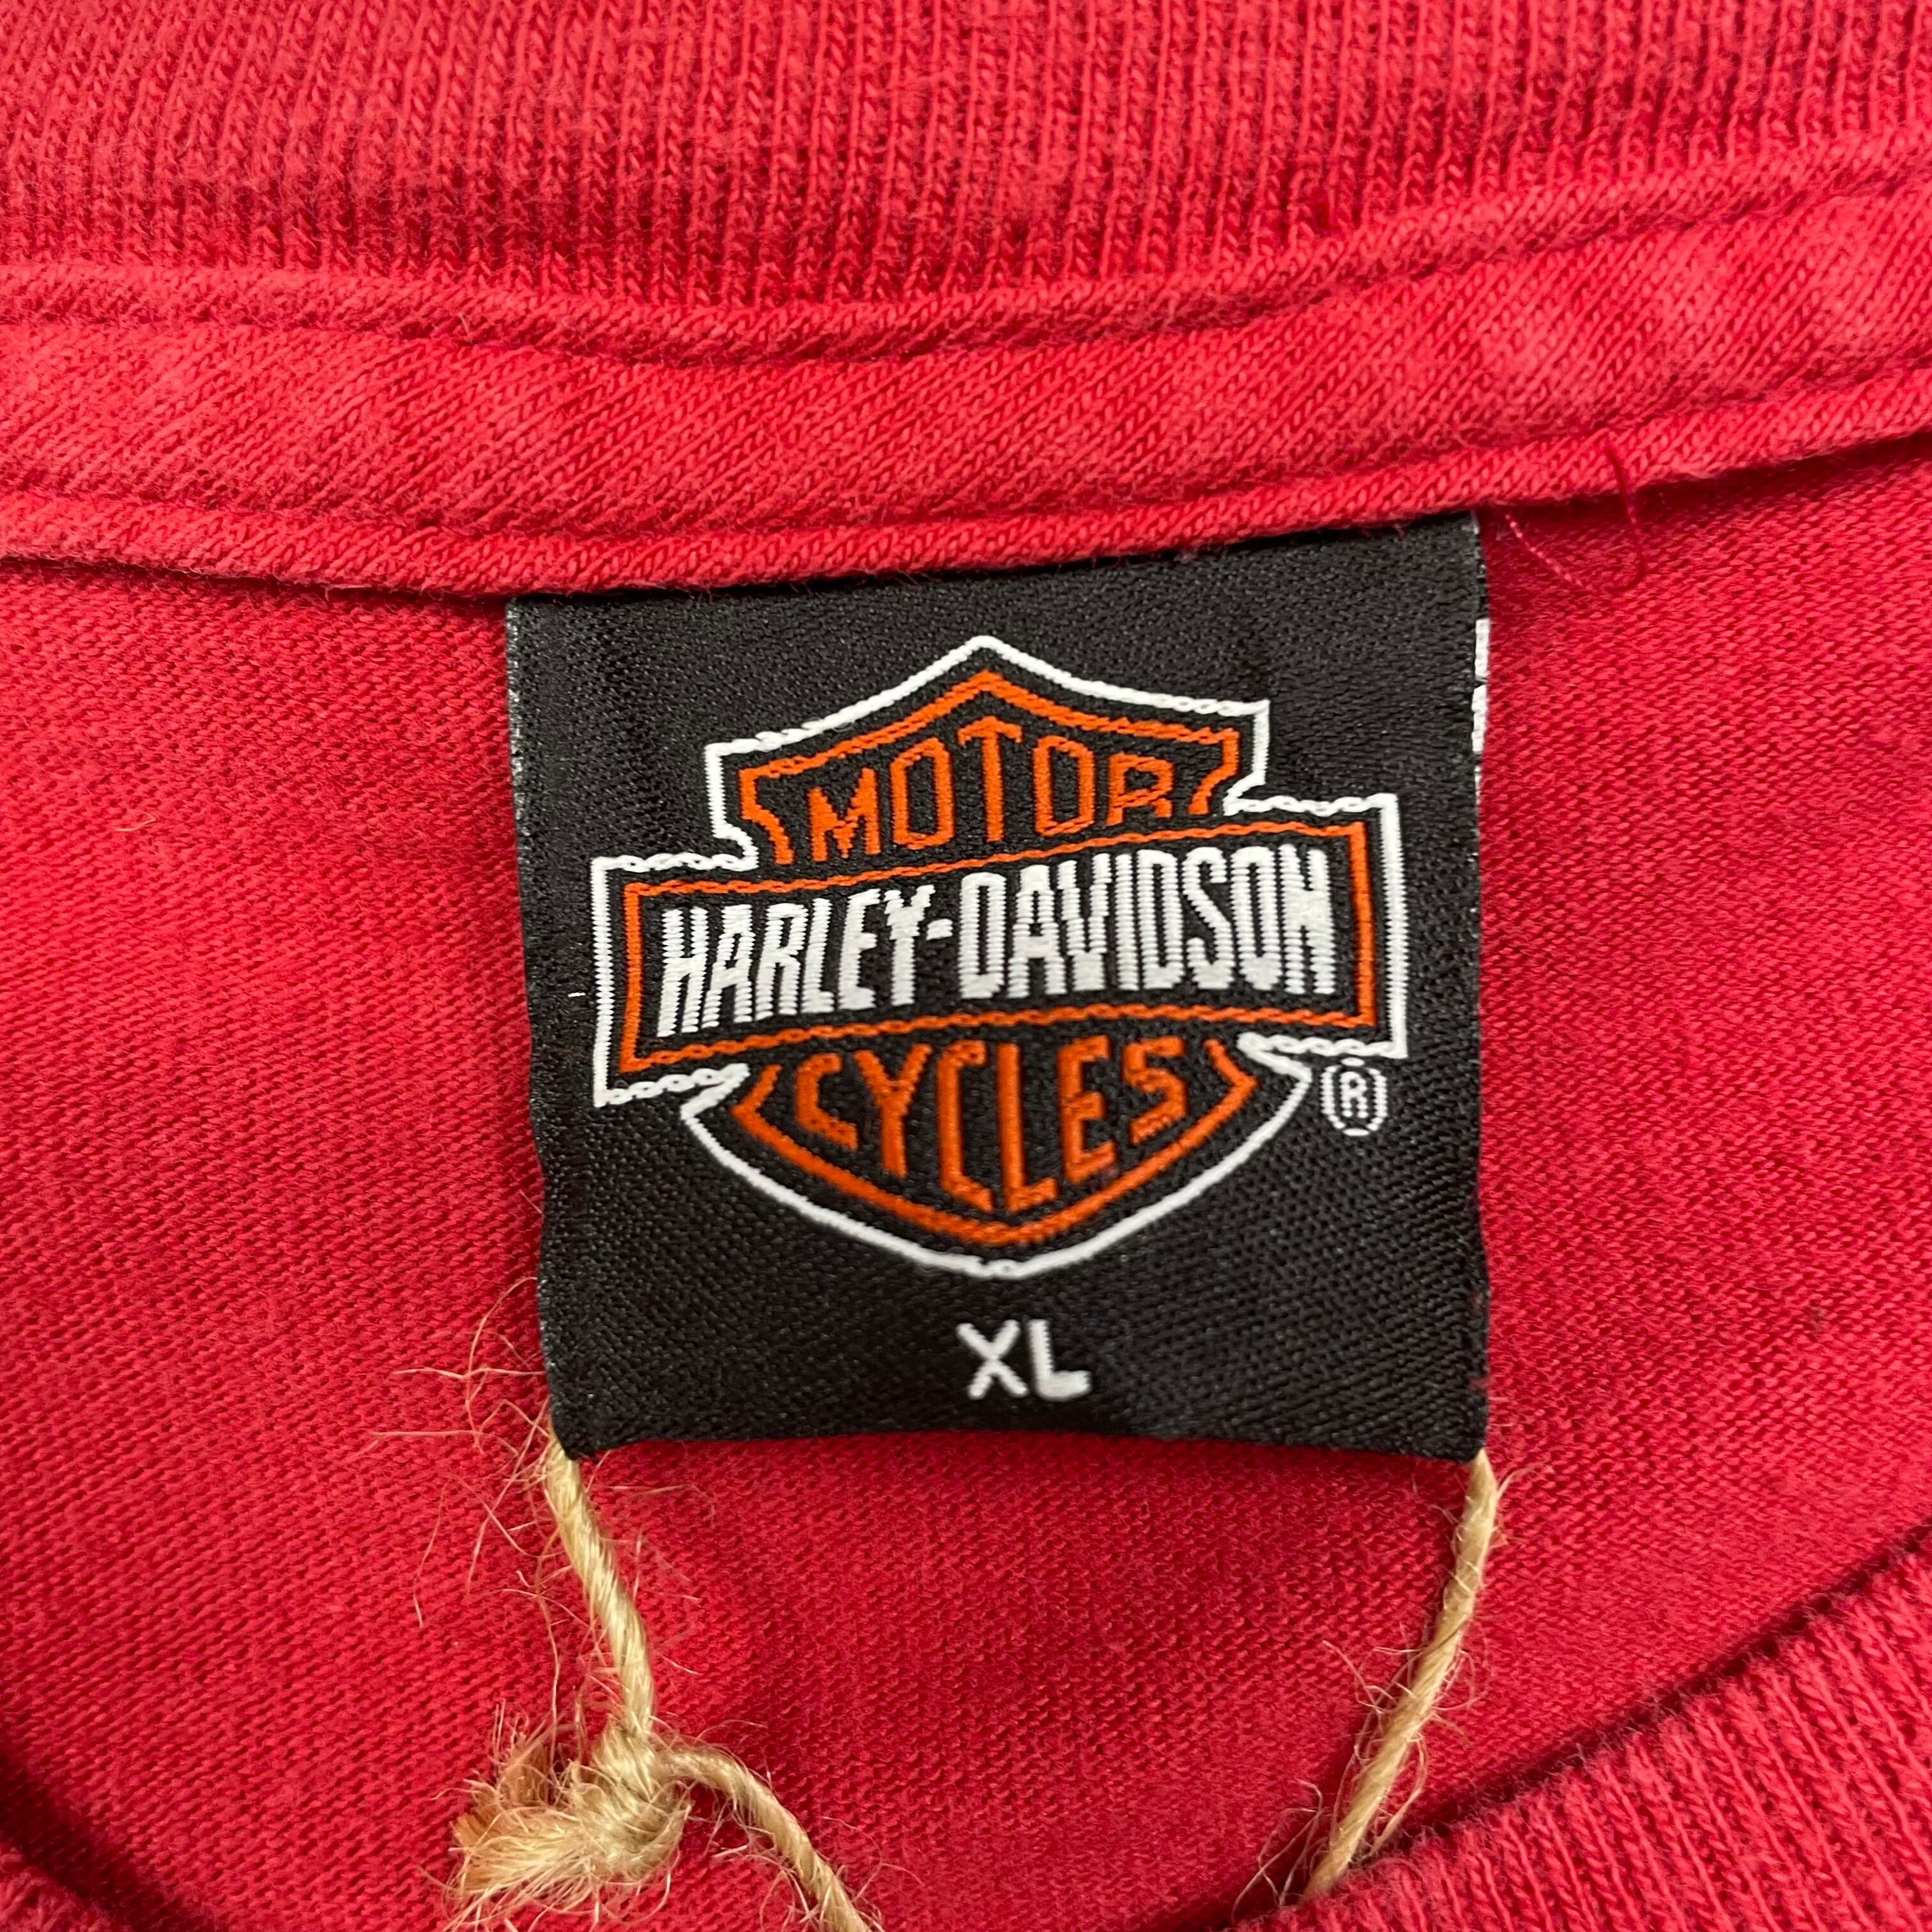 MOTOR
HARLEY-DAVIDSON
CYCLES
®
XL